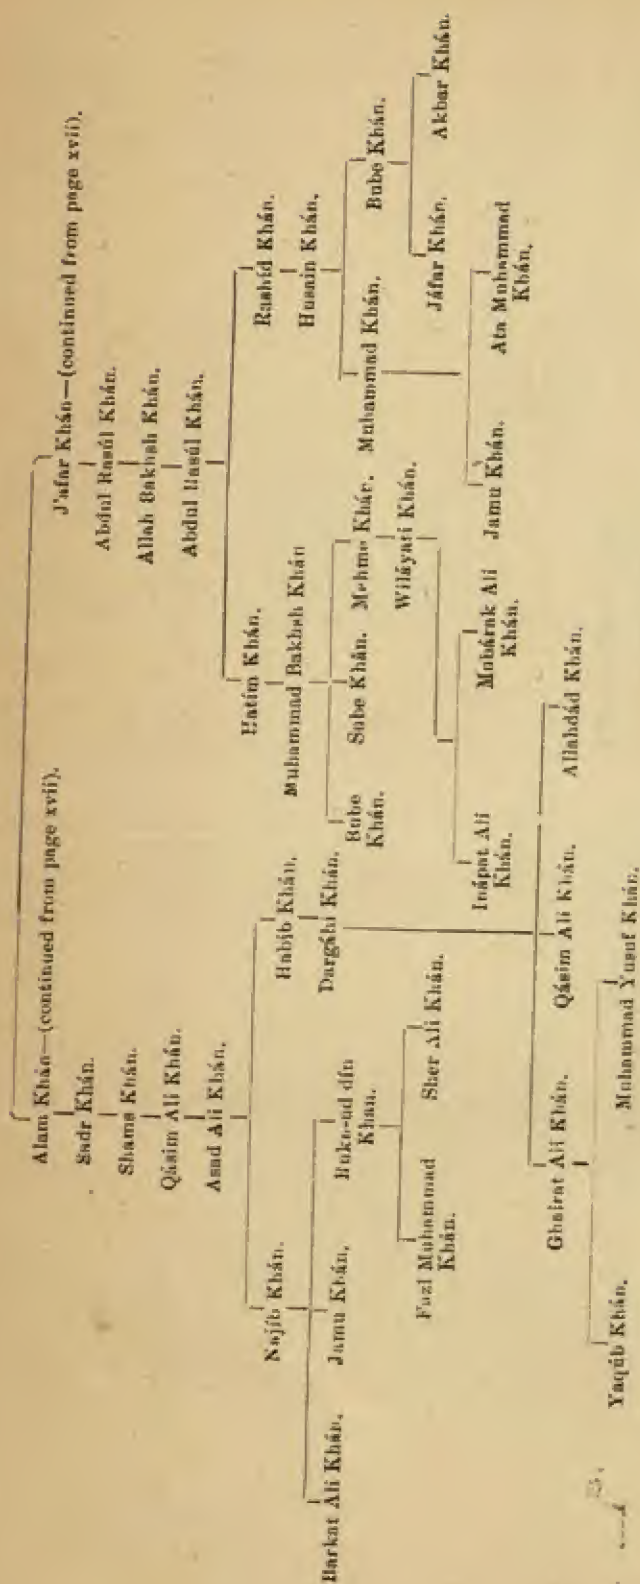 Alam Khán—(continued from page xvii).
J'afar Khán—(continued from page xvii).
Sadr Khán.
Abdul Rasúl Khán.
Shams Khán.
Allah Bakhsh Khán.
Qásim Ali Khán.
Abdul Rasúl Khán.
Asad Ali Khán.
Hatim Khán.
Rashíd Khán.
Najíb Khán.
Habíb Khán.
Muhammad Bakhsh Khán
Husain Khán.
Barkat Ali Khán.
Jamu Khán.
Rukn-ud dín
Khan.
Dargáhi Khán.
Bube
Khán.
Sube Khán.
Mehme Khán.
Muhammad Khán.
Bube Khán.
Wiláyati Khán.
Fazl Muhammad
Khán.
Sher Ali Khán.
Jáfar Khán.
Akbar Khán.
Ináyat Ali
Khán.
Mubárak Ali
Khán.
Jamu Khán.
Ata Muhammad
Khán.
Ghairat Ali Khán.
Qásim Ali Khán.
Allahdád Khán.
Yaqúb Khán.
Muhammad Yusuf Khán.